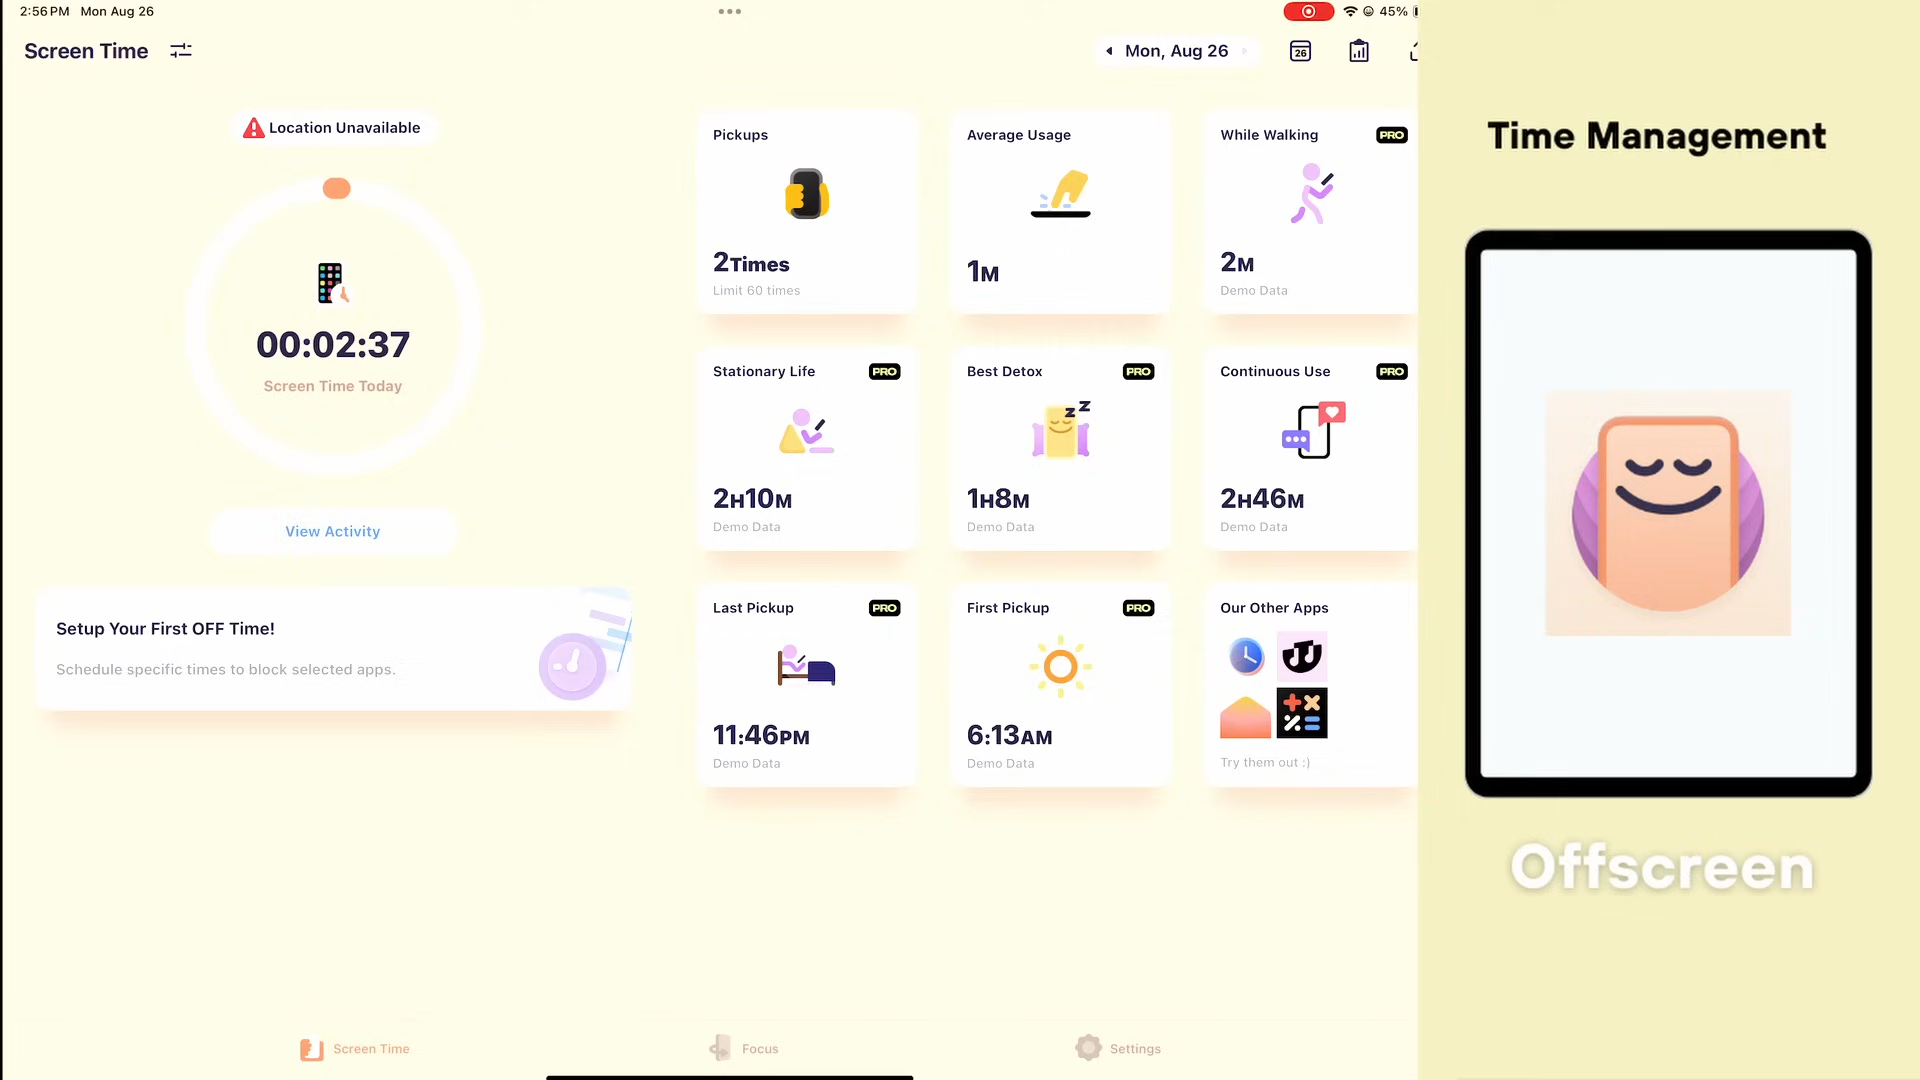 2:56 PM Mon Aug 26
45%
Screen Time
Mon, Aug 26
26
Location Unavailable
00:02:37
Screen Time Today
View Activity
Setup Your First OFF Time!
Schedule specific times to block selected apps.
Pickups
2Times
Limit 60 times
Average Usage
1M
While Walking
PRO
2M
Demo Data
Stationary Life
PRO
2H10M
Demo Data
Best Detox
PRO
z z
1H8M
Demo Data
Continuous Use
PRO
2H46M
Demo Data
Last Pickup
PRO
11:46PM
Demo Data
First Pickup
PRO
6:13AM
Demo Data
Our Other Apps
Try them out :)
Screen Time
Focus
Settings
Time Management
Offscreen